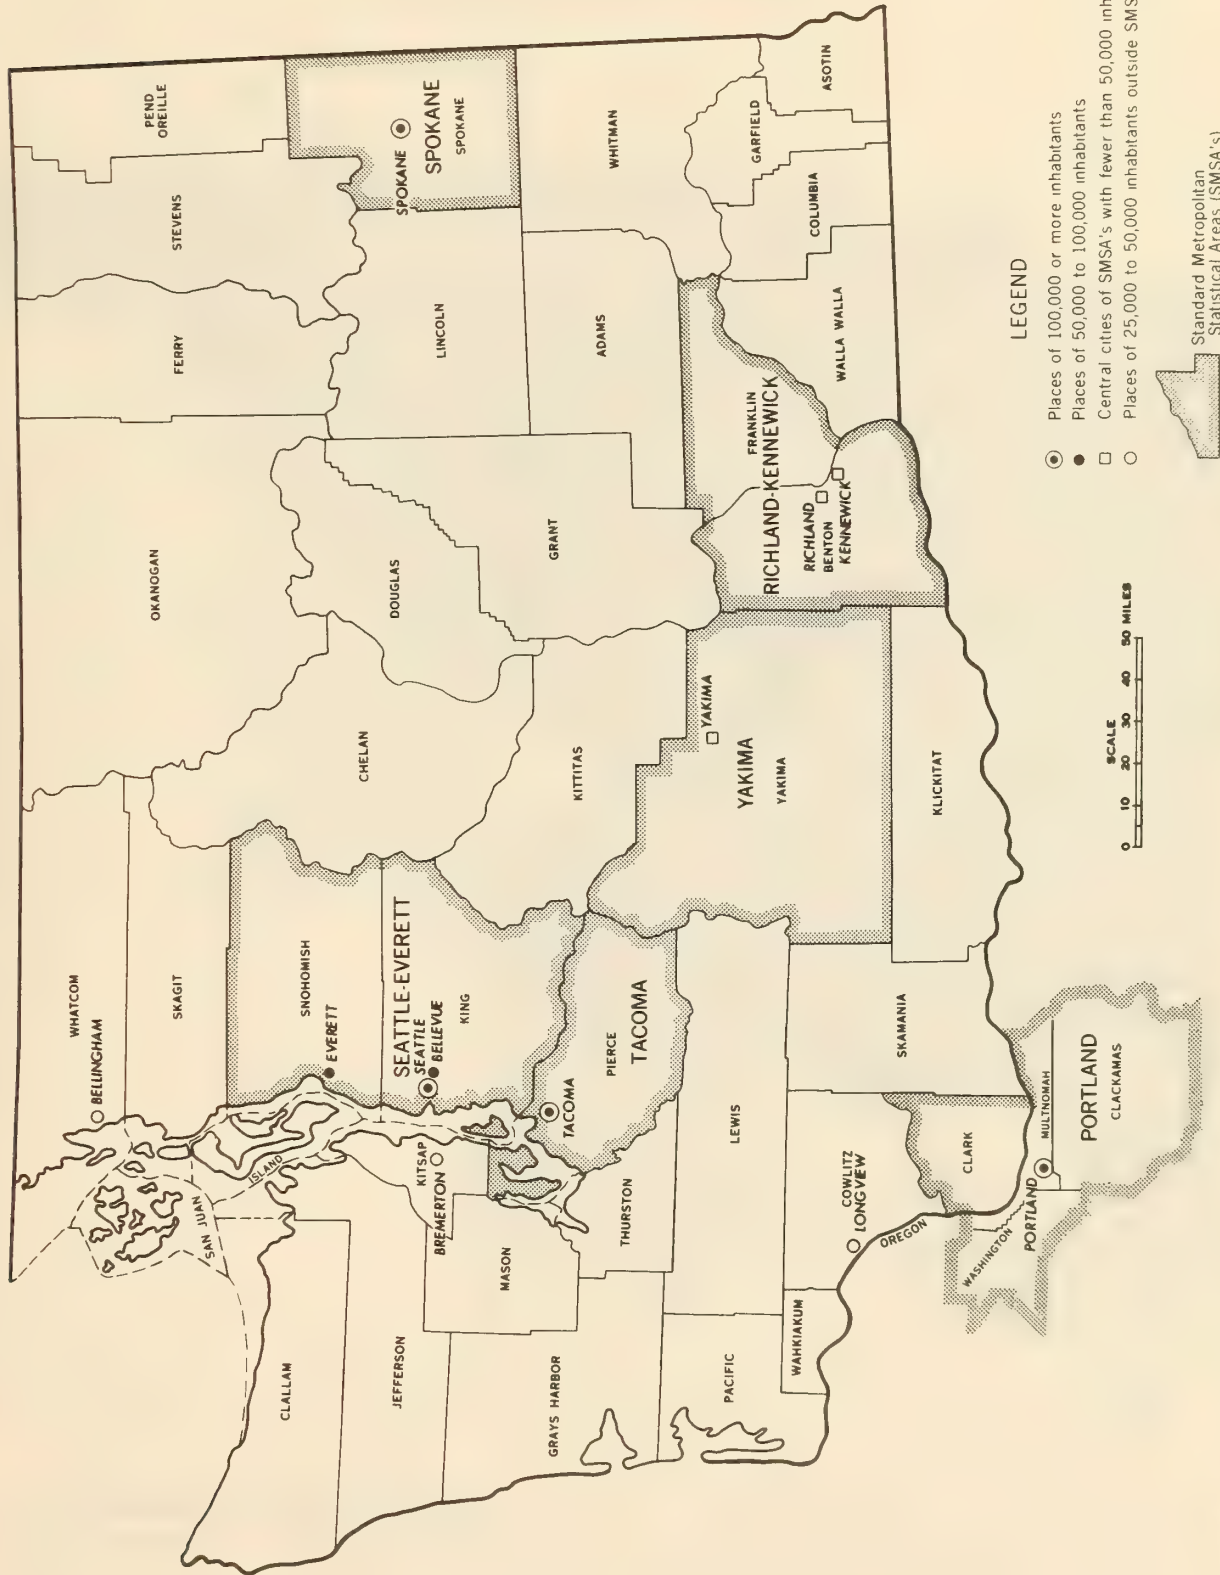 WHATCOM
BELLINGHAM
SAN JUAN
SKAGIT
ISLAND
OKANOGAN
FERRY
STEVENS
PEND
OREILLE
CLALLAM
SNOHOMISH
EVERETT
CHELAN
DOUGLAS
LINCOLN
SPOKANE
SPOKANE
SPOKANE
JEFFERSON
KITSAP
BREMERTON
SEATTLE-EVERETT
SEATTLE
BELLEVUE
KING
MASON
GRAYS HARBOR
TACOMA
PIERCE
TACOMA
THURSTON
KITTITAS
GRANT
ADAMS
WHITMAN
PACIFIC
LEWIS
YAKIMA
YAKIMA
YAKIMA
FRANKLIN
RICHLAND-KENNEWICK
RICHLAND
BENTON
KENNEWICK
WALLA WALLA
COLUMBIA
GARFIELD
ASOTIN
WAHKIAKUM
COWLITZ
LONGVIEW
SKAMANIA
KLICKITAT
OREGON
CLARK
WASHINGTON
PORTLAND
MULTNOMAH
PORTLAND
CLACKAMAS
SCALE
0 10 20 30 40 50 MILES
LEGEND
Places of 100,000 or more inhabitants
Places of 50,000 to 100,000 inhabitants
Central cities of SMSA's with fewer than 50,000 inh
Places of 25,000 to 50,000 inhabitants outside SMS
Standard Metropolitan
Statistical Areas (SMSA's)